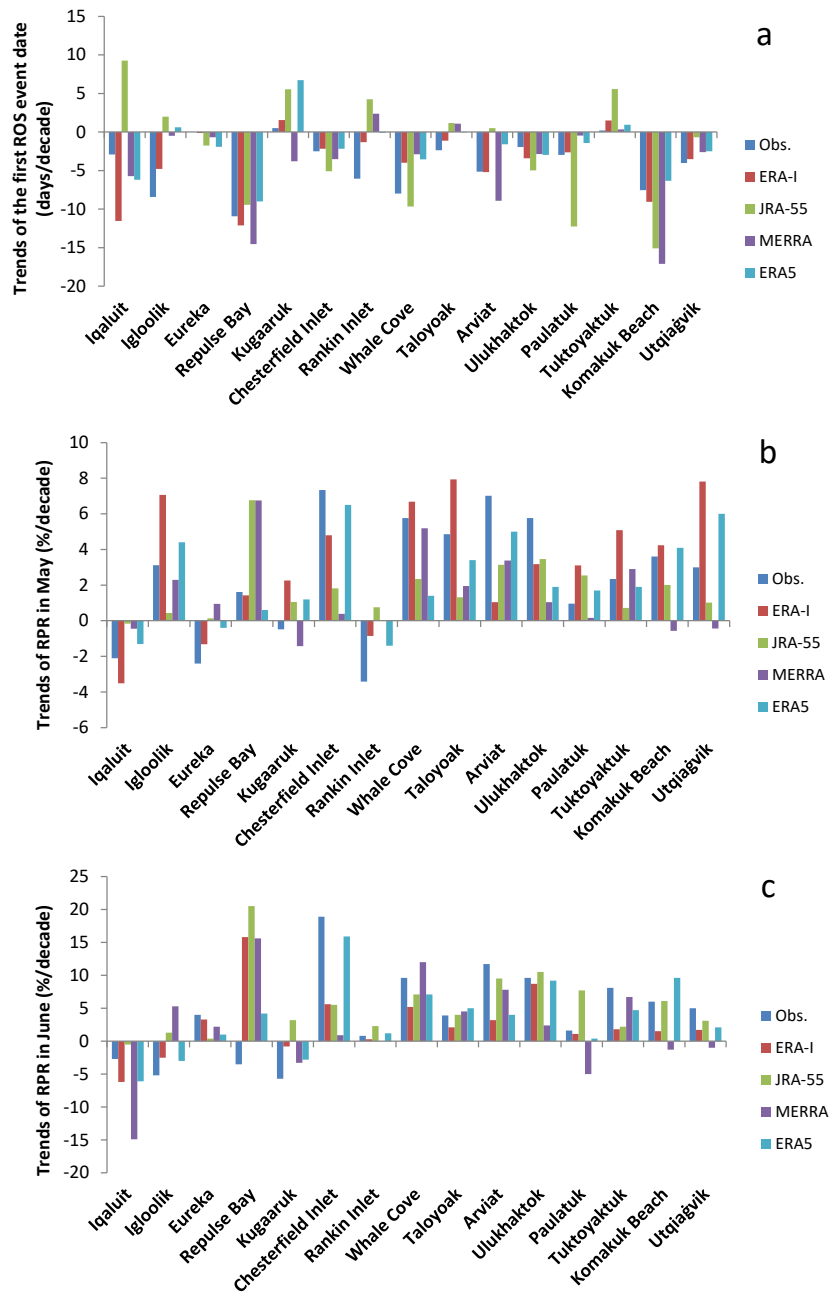 a
Trends of the first ROS event date
(days/decade)
15
10
5
0
-5
-10
-15
-20
Iqaluit
Igloolik
Eureka
Repulse Bay
Kugaaruk
Chesterfield Inlet
Rankin Inlet
Whale Cove
Taloyoak
Arviat
Ulukhaktok
Paulatuk
Tuktoyaktuk
Komakuk Beach
Utqiaġvik
Obs.
ERA-I
JRA-55
MERRA
ERA5
b
Trends of RPR in May (%/decade)
10
8
6
4
2
0
-2
-4
-6
Iqaluit
Igloolik
Eureka
Repulse Bay
Kugaaruk
Chesterfield Inlet
Rankin Inlet
Whale Cove
Taloyoak
Arviat
Ulukhaktok
Paulatuk
Tuktoyaktuk
Komakuk Beach
Utqiaġvik
Obs.
ERA-I
JRA-55
MERRA
ERA5
c
Trends of RPR in June (%/decade)
25
20
15
10
5
0
-5
-10
-15
-20
Iqaluit
Igloolik
Eureka
Repulse Bay
Kugaaruk
Chesterfield Inlet
Rankin Inlet
Whale Cove
Taloyoak
Arviat
Ulukhaktok
Paulatuk
Tuktoyaktuk
Komakuk Beach
Utqiaġvik
Obs.
ERA-I
JRA-55
MERRA
ERA5